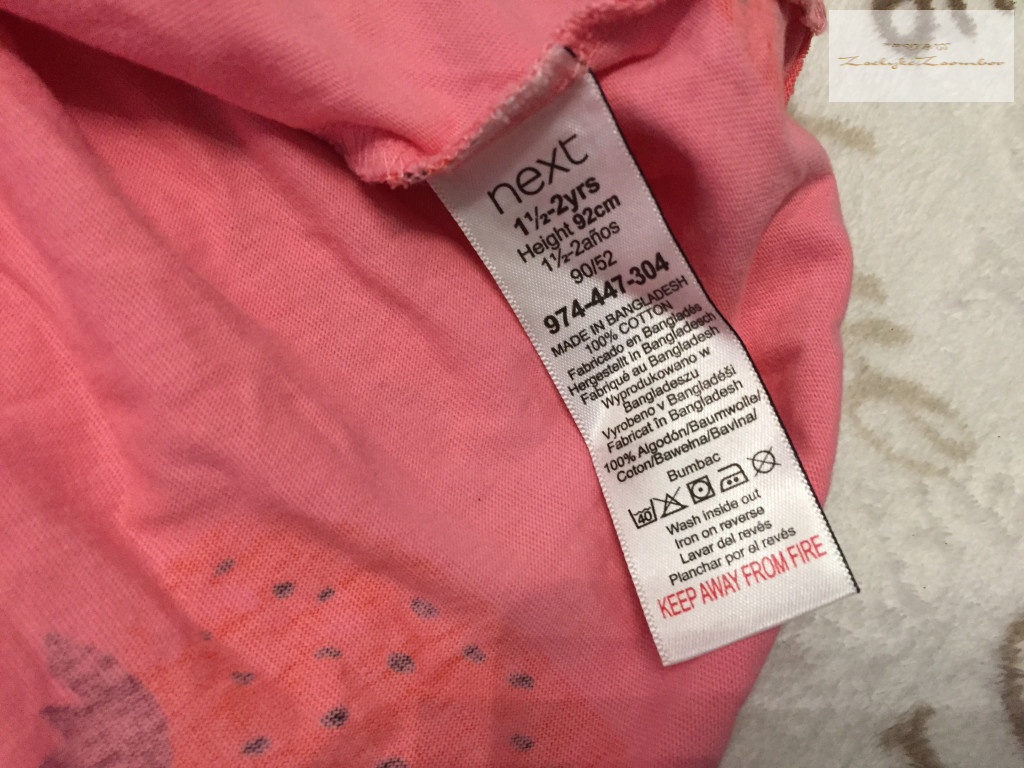 next
1½-2yrs
Height 92cm
1½-2años
90/52
974-447-304
MADE IN BANGLADESH
100% COTTON
Fabricado en Bangladés
Hergestellt in Bangladesch
Fabriqué au Bangladesh
Wyprodukowano w
Bangladeszu
Vyrobeno v Bangladéši
Fabricat în Bangladesh
100% Algodón/Baumwolle/
Coton/Bawełna/Bavlna/
Bumbac
40
Wash inside out
Iron on reverse
Lavar del revés
Planchar por el revés
KEEP AWAY FROM FIRE